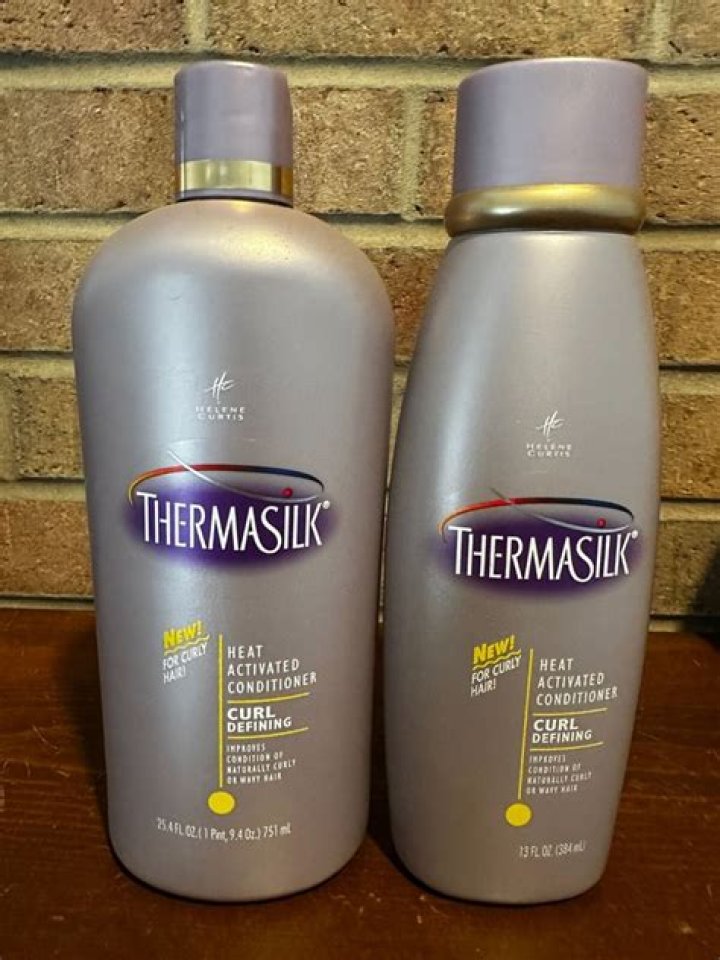 Hc
HELENE
CURTIS
THERMASILK®
NEW!
FOR CURLY
HAIR!
HEAT
ACTIVATED
CONDITIONER
CURL
DEFINING
IMPROVES
CONDITION OF
NATURALLY CURLY
OR WAVY HAIR
25.4 FL. OZ. (1 Pint, 9.4 Oz.) 751 mL
Hc
HELENE
CURTIS
THERMASILK®
NEW!
FOR CURLY
HAIR!
HEAT
ACTIVATED
CONDITIONER
CURL
DEFINING
IMPROVES
CONDITION OF
NATURALLY CURLY
OR WAVY HAIR
13 FL. OZ. (384 mL)